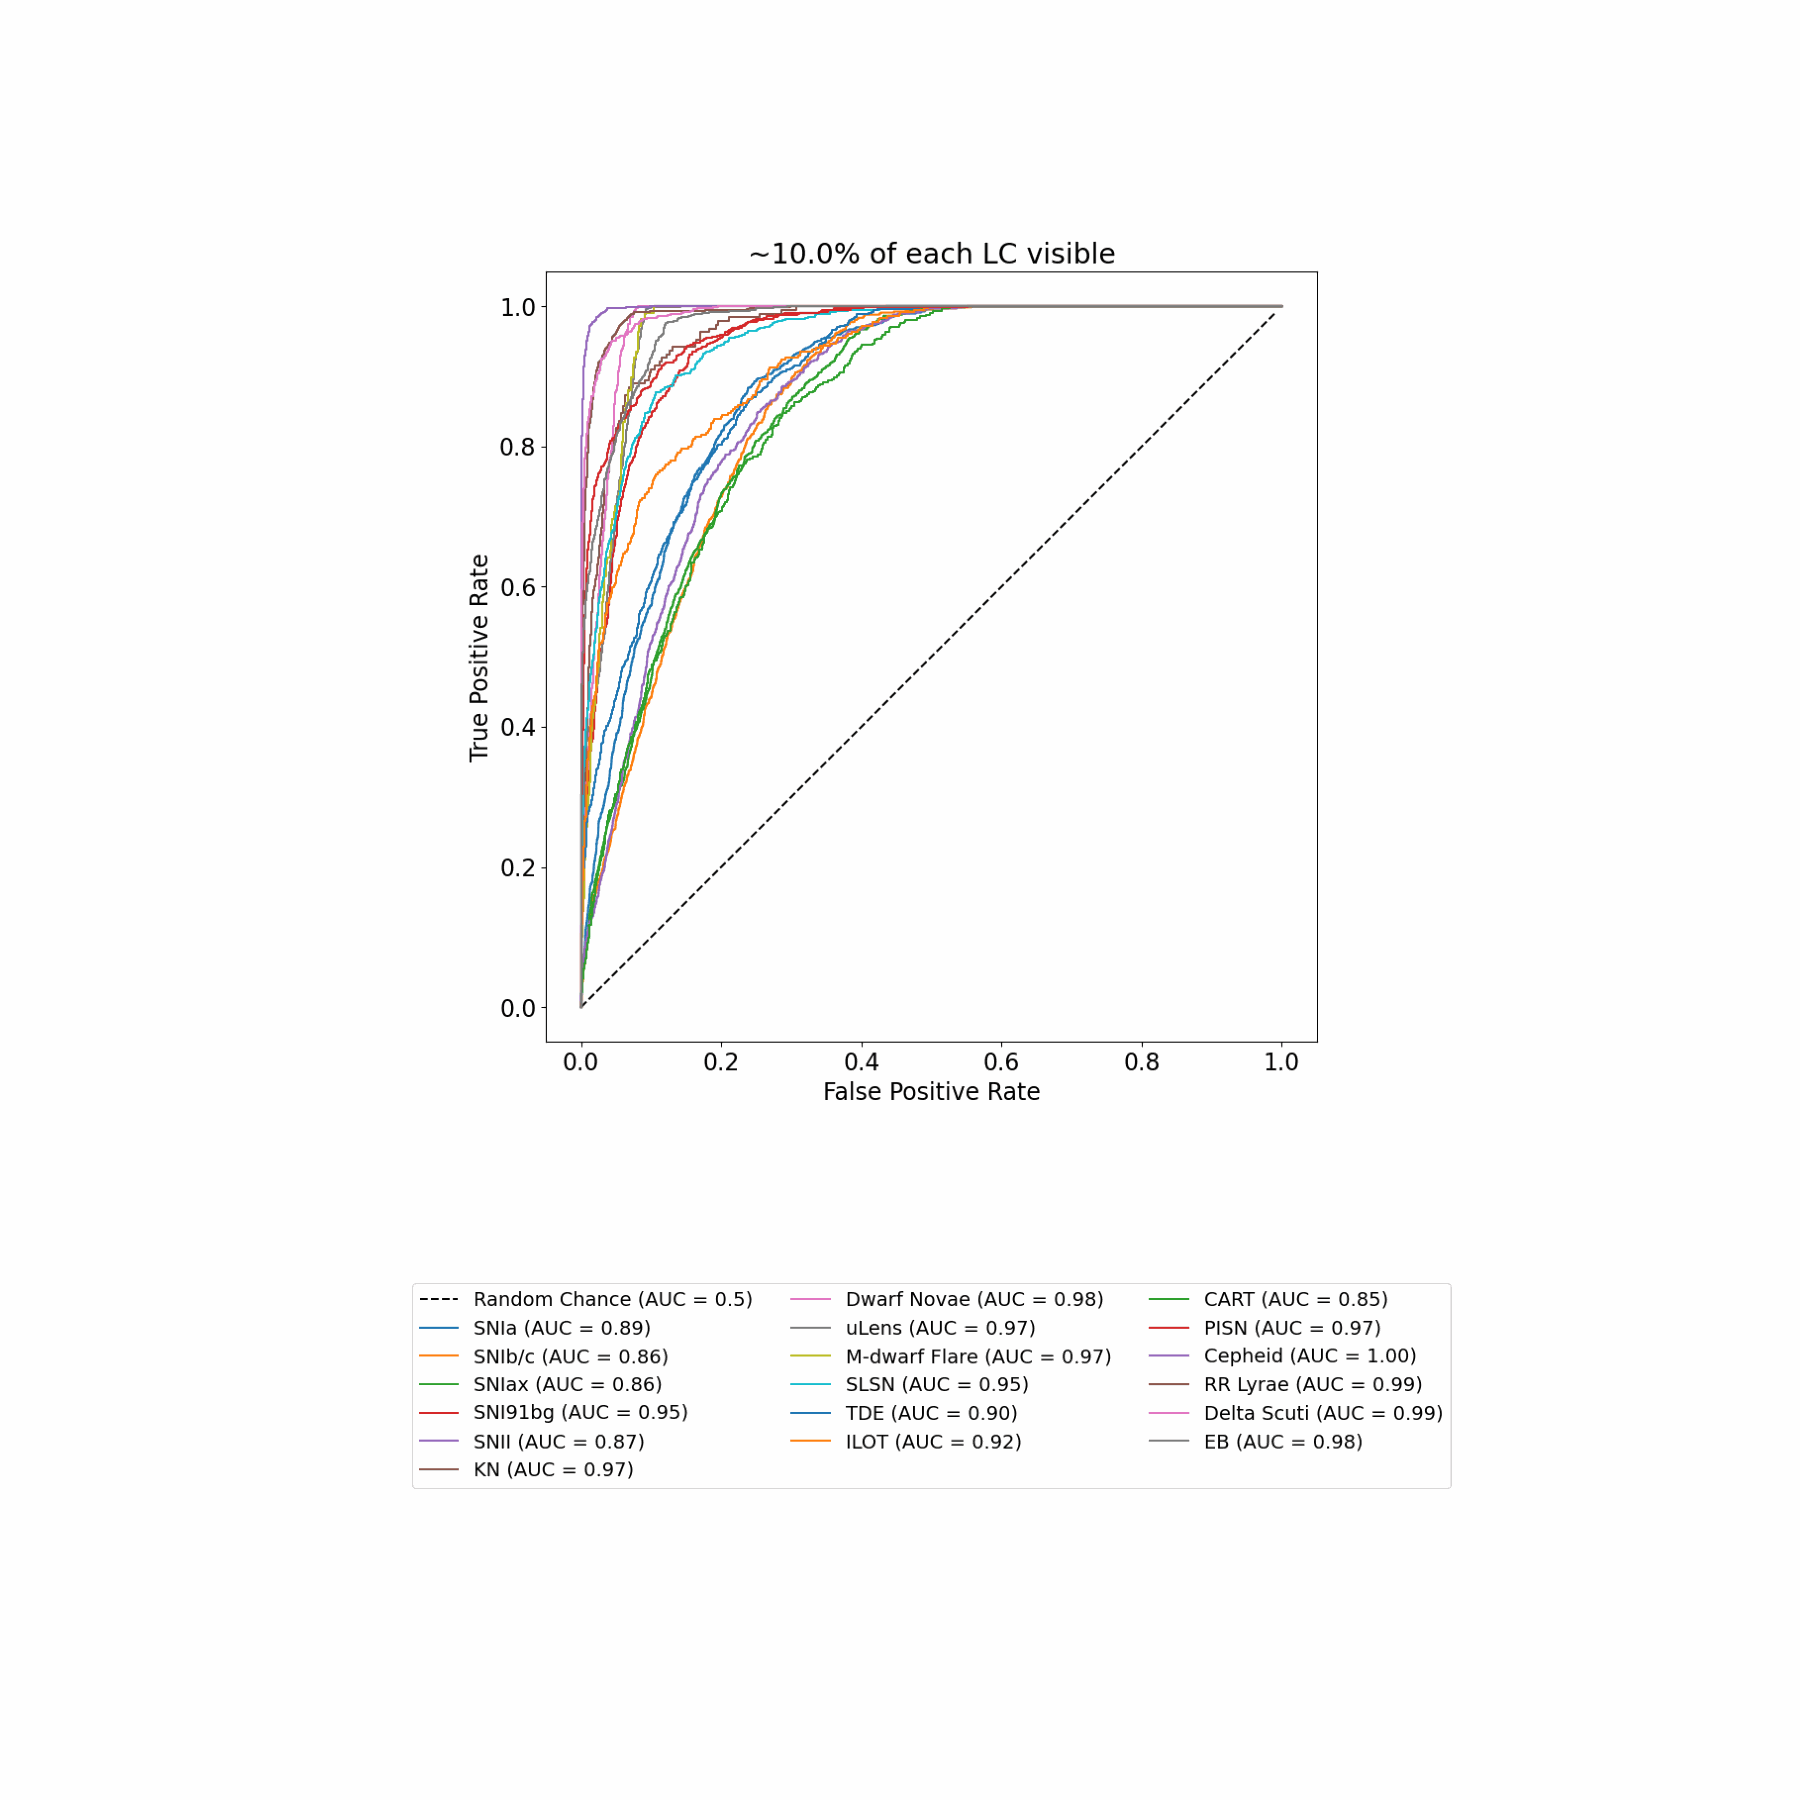 ~10.0% of each LC visible
1.0
0.8
0.6
0.4
0.2
0.0
True Positive Rate
0.0 0.2 0.4 0.6 0.8 1.0
False Positive Rate
Random Chance (AUC = 0.5)
SNIa (AUC = 0.89)
SNIb/c (AUC = 0.86)
SNIax (AUC = 0.86)
SNI91bg (AUC = 0.95)
SNII (AUC = 0.87)
KN (AUC = 0.97)
Dwarf Novae (AUC = 0.98)
uLens (AUC = 0.97)
M-dwarf Flare (AUC = 0.97)
SLSN (AUC = 0.95)
TDE (AUC = 0.90)
ILOT (AUC = 0.92)
CART (AUC = 0.85)
PISN (AUC = 0.97)
Cepheid (AUC = 1.00)
RR Lyrae (AUC = 0.99)
Delta Scuti (AUC = 0.99)
EB (AUC = 0.98)